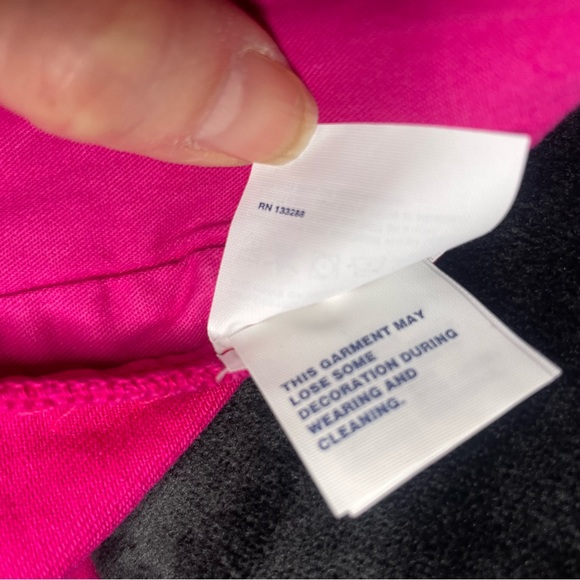 RN 133288
THIS GARMENT MAY
LOSE SOME
DECORATION DURING
WEARING AND
CLEANING.